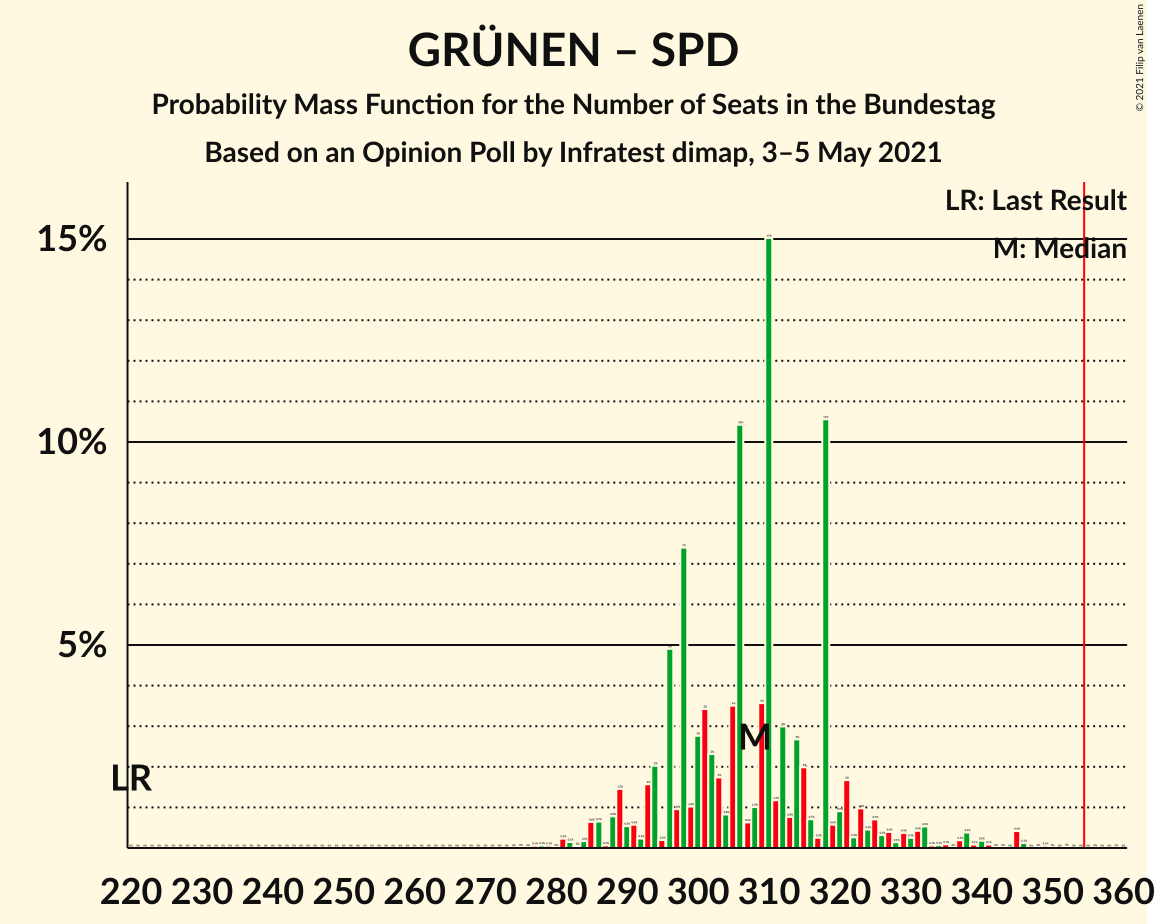 GRÜNEN – SPD
Probability Mass Function for the Number of Seats in the Bundestag
Based on an Opinion Poll by Infratest dimap, 3–5 May 2021
© 2021 Filip van Laenen
LR: Last Result
M: Median
15%
10%
5%
LR
M
220 230 240 250 260 270 280 290 300 310 320 330 340 350 360